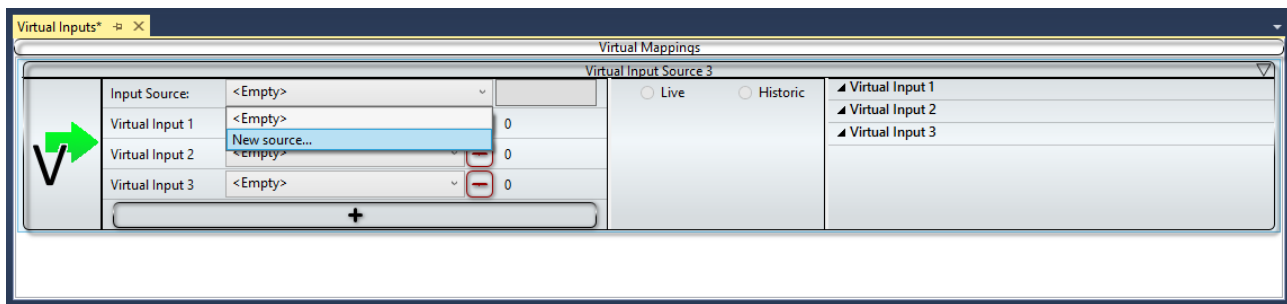 Virtual Inputs*
Virtual Mappings
Virtual Input Source 3
Input Source: <Empty>
<Empty>
New source...
Virtual Input 1 0
Virtual Input 2 <Empty> 0
Virtual Input 3 <Empty> 0
+
V
Live Historic
Virtual Input 1
Virtual Input 2
Virtual Input 3